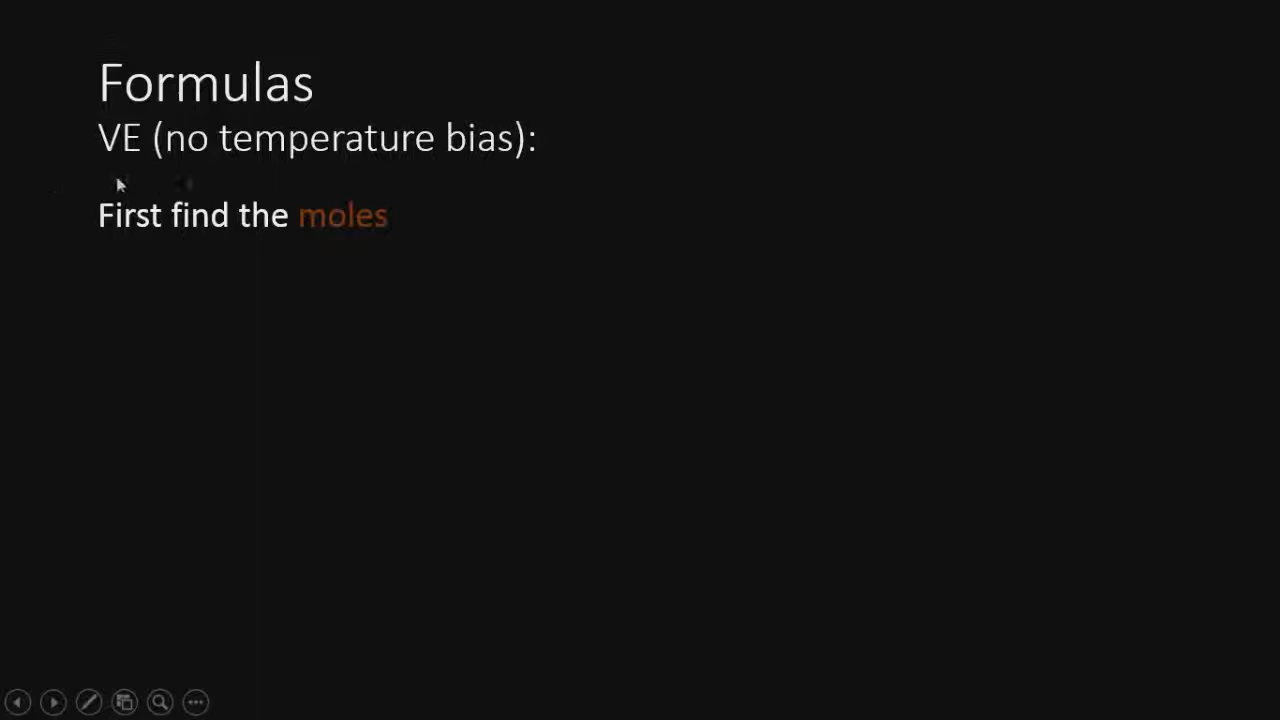 Formulas
VE (no temperature bias):
First find the moles